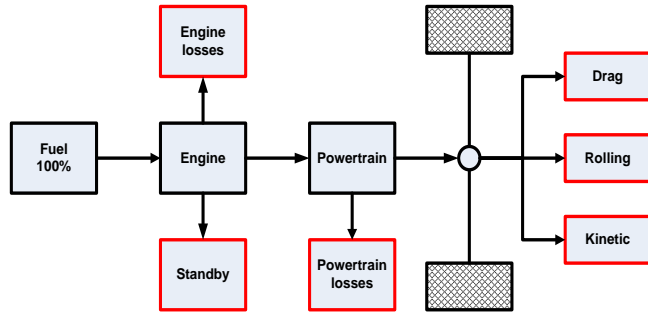 Engine
losses
Drag
Fuel
100%
Engine
Powertrain
Rolling
Standby
Powertrain
losses
Kinetic